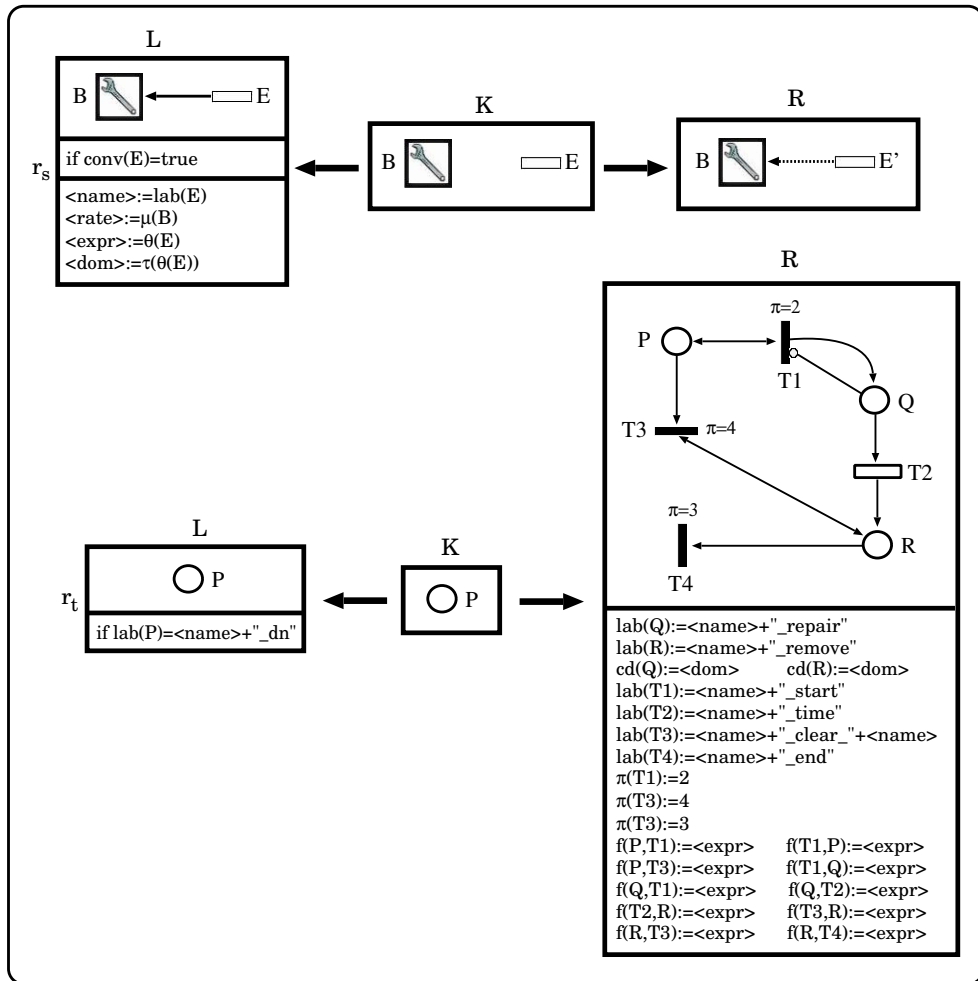 L
B E
if conv(E)=true
<name>:=lab(E)
<rate>:=μ(B)
<expr>:=θ(E)
<dom>:=τ(θ(E))
r_s
K
B E
R
B E'
L
P
if lab(P)=<name>+"_dn"
r_t
K
P
R
π=2
P
T1
Q
T3 π=4
T2
π=3
R
T4
lab(Q):=<name>+"_repair"
lab(R):=<name>+"_remove"
cd(Q):=<dom> cd(R):=<dom>
lab(T1):=<name>+"_start"
lab(T2):=<name>+"_time"
lab(T3):=<name>+"_clear_"+<name>
lab(T4):=<name>+"_end"
π(T1):=2
π(T3):=4
π(T3):=3
f(P,T1):=<expr> f(T1,P):=<expr>
f(P,T3):=<expr> f(T1,Q):=<expr>
f(Q,T1):=<expr> f(Q,T2):=<expr>
f(T2,R):=<expr> f(T3,R):=<expr>
f(R,T3):=<expr> f(R,T4):=<expr>